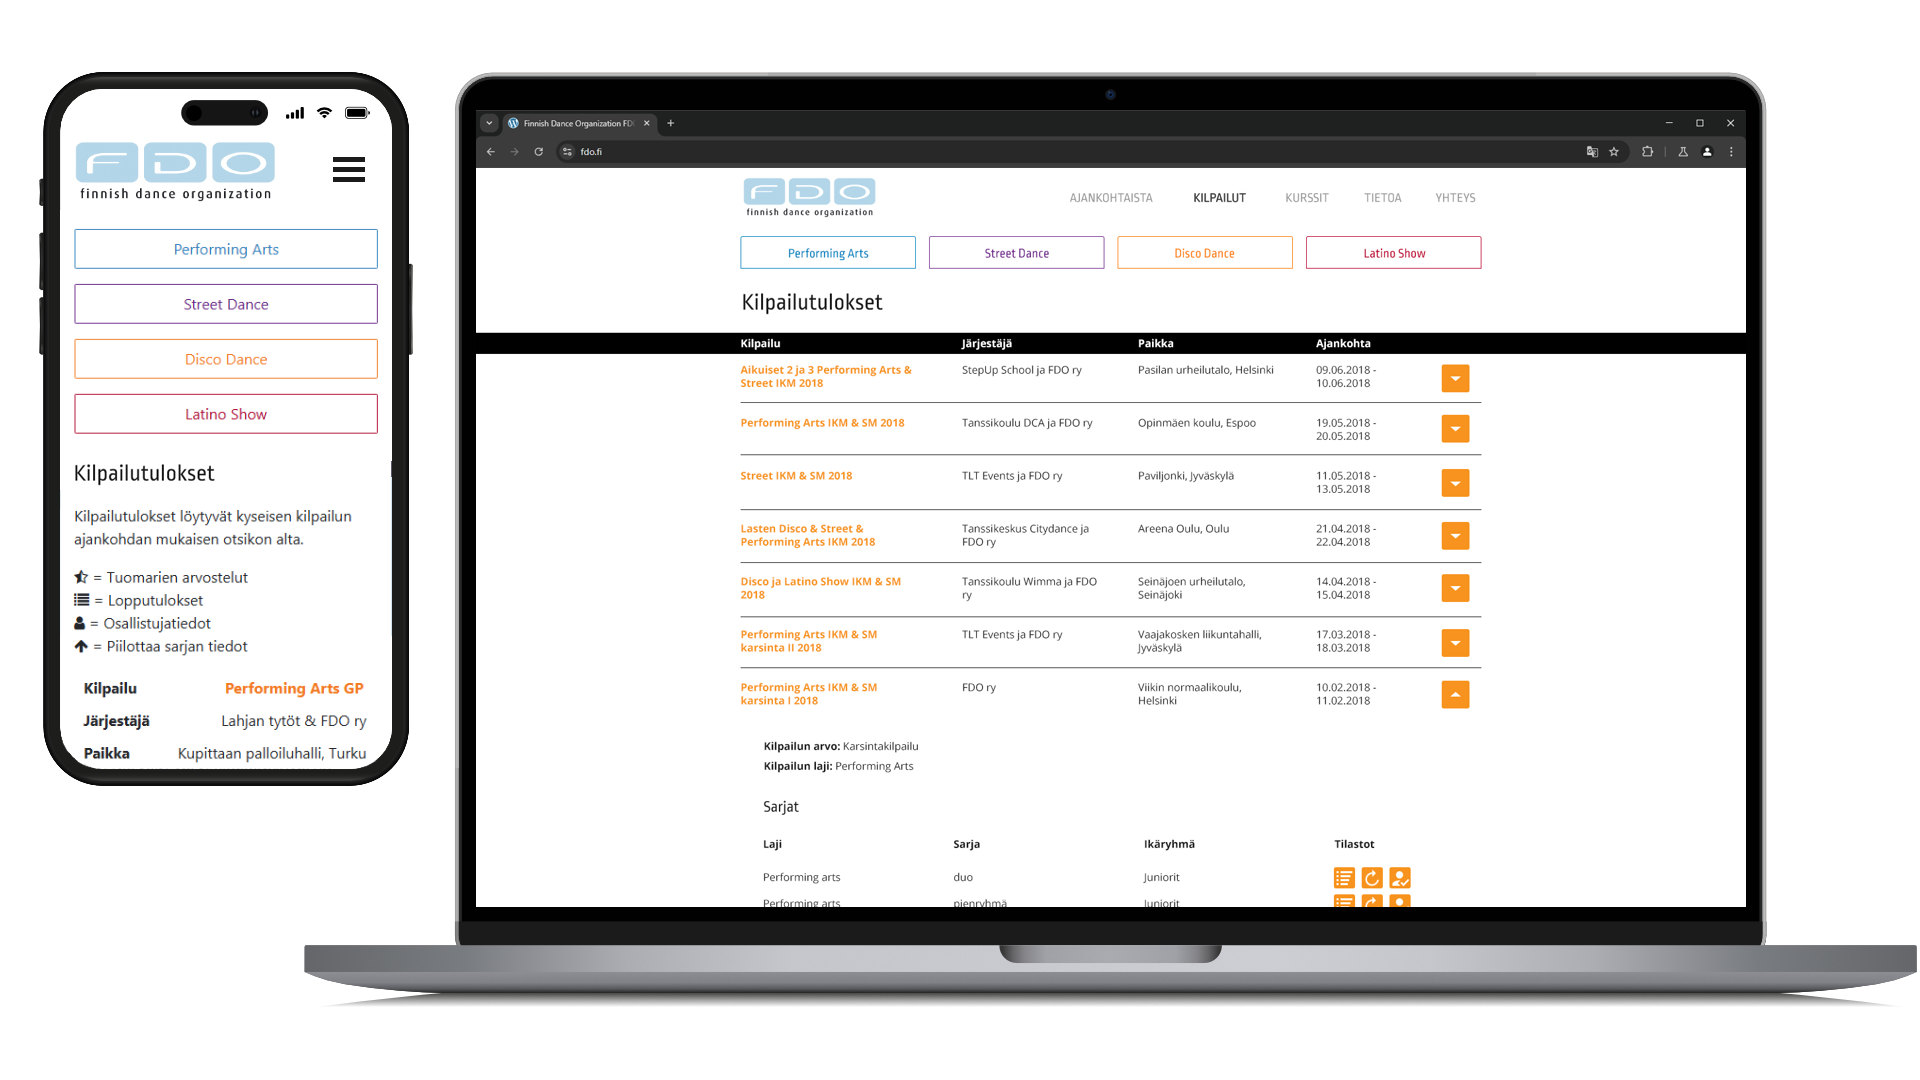 FDO
finnish dance organization
Performing Arts
Street Dance
Disco Dance
Latino Show
Kilpailutulokset
Kilpailutulokset löytyvät kyseisen kilpailun
ajankohdan mukaisen otsikon alta.
= Tuomarien arvostelut
= Lopputulokset
= Osallistujatiedot
= Piilottaa sarjan tiedot
Kilpailu Performing Arts GP
Järjestäjä Lahjan tytöt & FDO ry
Paikka Kupittaan palloiluhalli, Turku
Finnish Dance Organization FD
fdo.fi
FDO
finnish dance organization
AJANKOHTAISTA KILPAILUT KURSSIT TIETOA YHTEYS
Performing Arts Street Dance Disco Dance Latino Show
Kilpailutulokset
Kilpailu Järjestäjä Paikka Ajankohta
Aikuiset 2 ja 3 Performing Arts & StepUp School ja FDO ry Pasilan urheilutalo, Helsinki 09.06.2018 -
Street IKM 2018 10.06.2018
Performing Arts IKM & SM 2018 Tanssikoulu DCA ja FDO ry Opinmäen koulu, Espoo 19.05.2018 -
20.05.2018
Street IKM & SM 2018 TLT Events ja FDO ry Paviljonki, Jyväskylä 11.05.2018 -
13.05.2018
Lasten Disco & Street & Tanssikeskus Citydance ja Areena Oulu, Oulu 21.04.2018 -
Performing Arts IKM 2018 FDO ry 22.04.2018
Disco ja Latino Show IKM & SM Tanssikoulu Wimma ja FDO Seinäjoen urheilutalo, 14.04.2018 -
2018 ry Seinäjoki 15.04.2018
Performing Arts IKM & SM TLT Events ja FDO ry Vaajakosken liikuntahalli, 17.03.2018 -
karsinta II 2018 Jyväskylä 18.03.2018
Performing Arts IKM & SM FDO ry Viikin normaalikoulu, 10.02.2018 -
karsinta I 2018 Helsinki 11.02.2018
Kilpailun arvo: Karsintakilpailu
Kilpailun laji: Performing Arts
Sarjat
Laji Sarja Ikäryhmä Tilastot
Performing arts duo Juniorit
Performing arts pienryhmä Juniorit